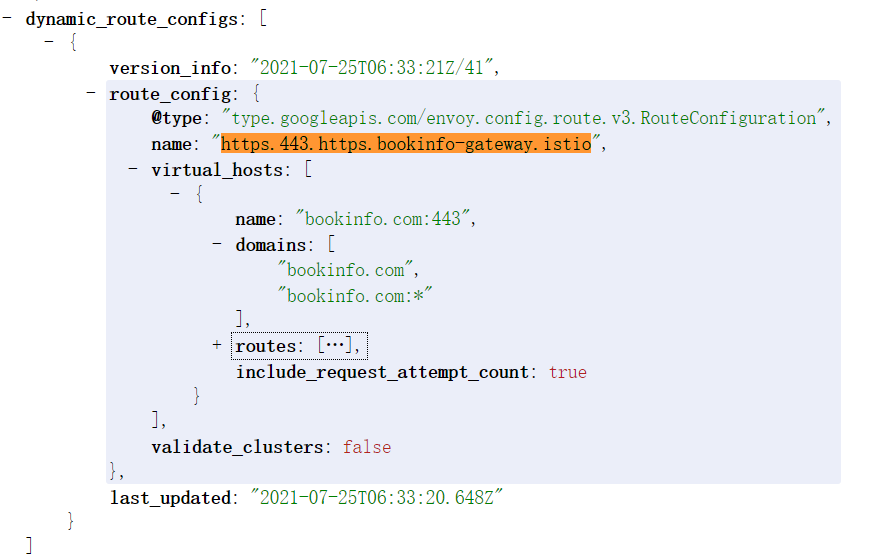 - dynamic_route_configs: [
- {
version_info: "2021-07-25T06:33:21Z/41",
- route_config: {
@type: "type.googleapis.com/envoy.config.route.v3.RouteConfiguration",
name: "https.443.https.bookinfo-gateway.istio",
- virtual_hosts: [
- {
name: "bookinfo.com:443",
- domains: [
"bookinfo.com",
"bookinfo.com:*"
],
+ routes: […],
include_request_attempt_count: true
}
],
validate_clusters: false
},
last_updated: "2021-07-25T06:33:20.648Z"
}
]